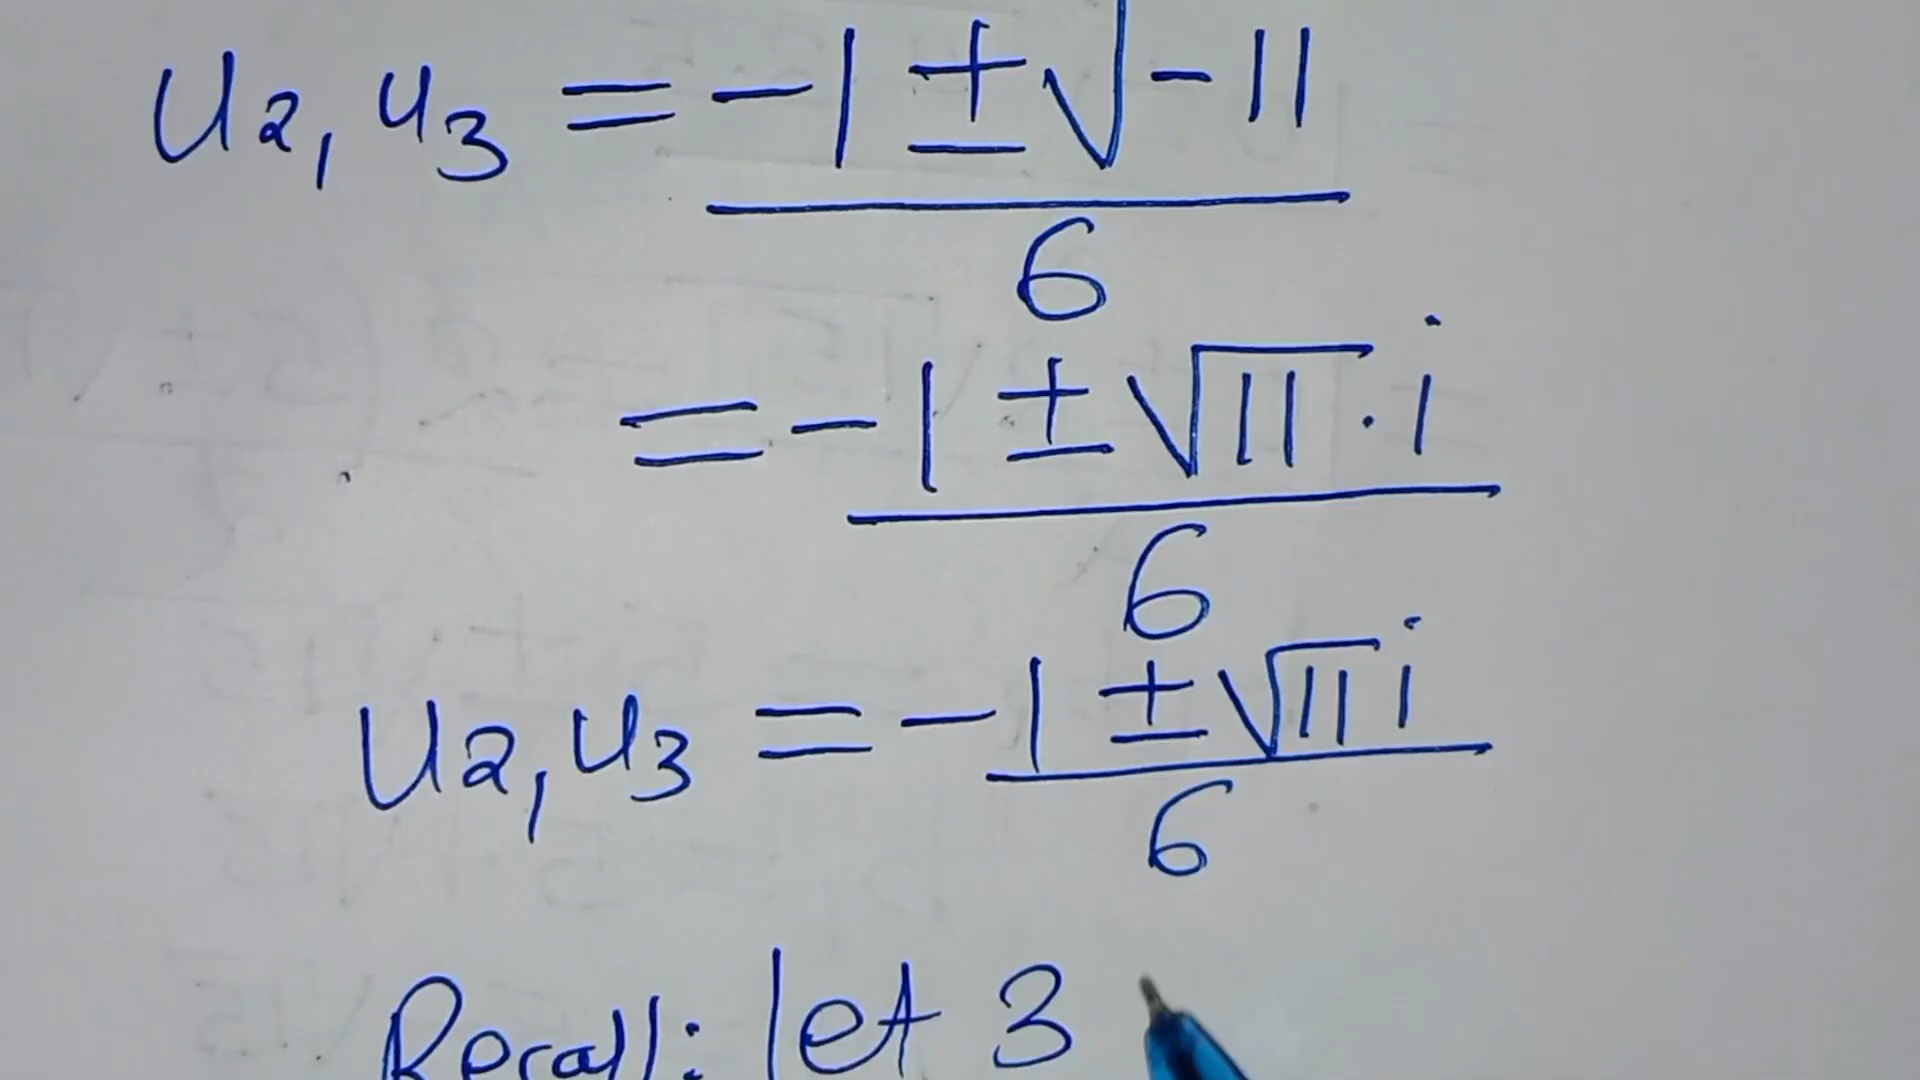 u₂, u₃ = (-1 ± √-11) / 6
= (-1 ± √11 · i) / 6
u₂, u₃ = (-1 ± √11 i) / 6
Recall: let 3